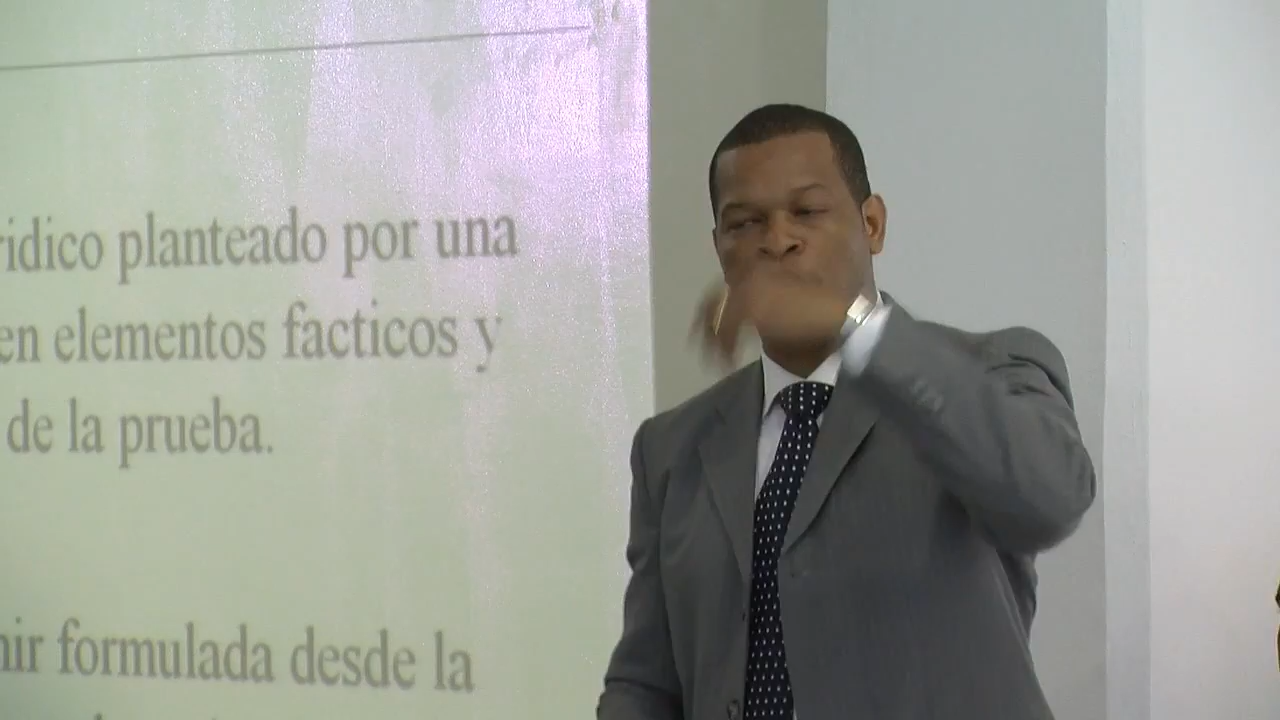 ridico planteado por una
en elementos facticos y
de la prueba.
nir formulada desde la